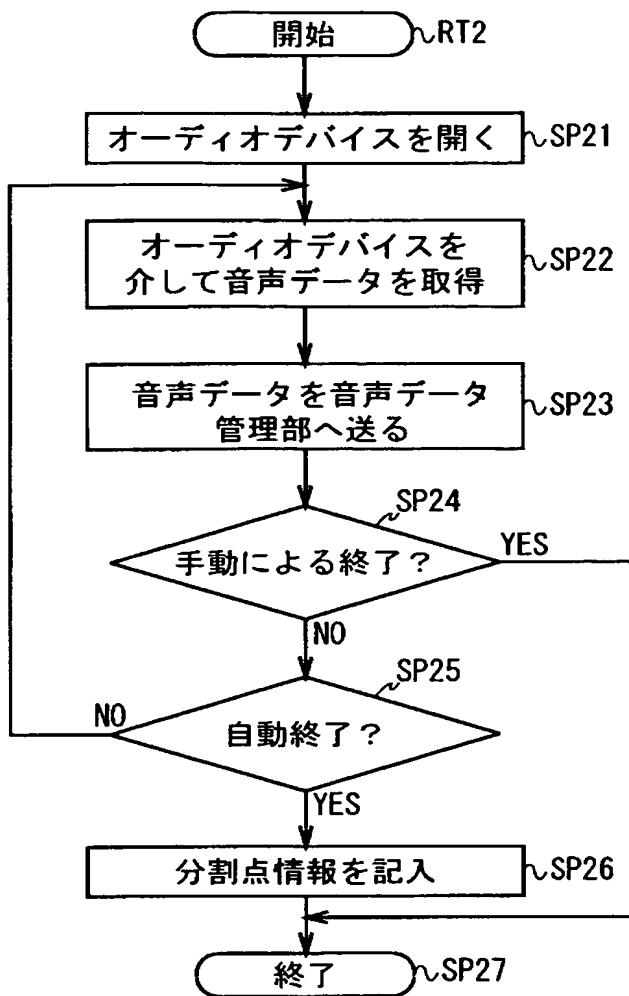 開始 RT2
オーディオデバイスを開く SP21
オーディオデバイスを
介して音声データを取得 SP22
音声データを音声データ
管理部へ送る SP23
SP24
手動による終了? YES
NO
SP25
NO 自動終了?
YES
分割点情報を記入 SP26
終了 SP27